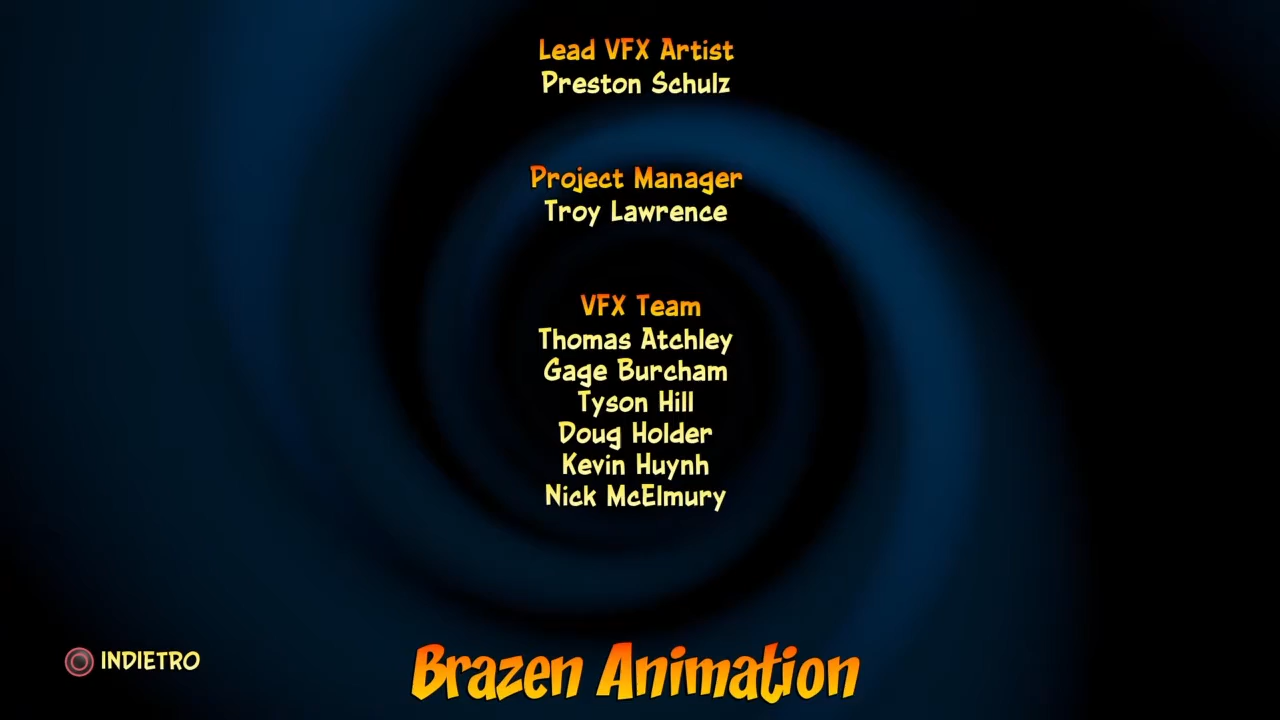 Lead VFX Artist
Preston Schulz
Project Manager
Troy Lawrence
VFX Team
Thomas Atchley
Gage Burcham
Tyson Hill
Doug Holder
Kevin Huynh
Nick McElmury
INDIETRO
Brazen Animation